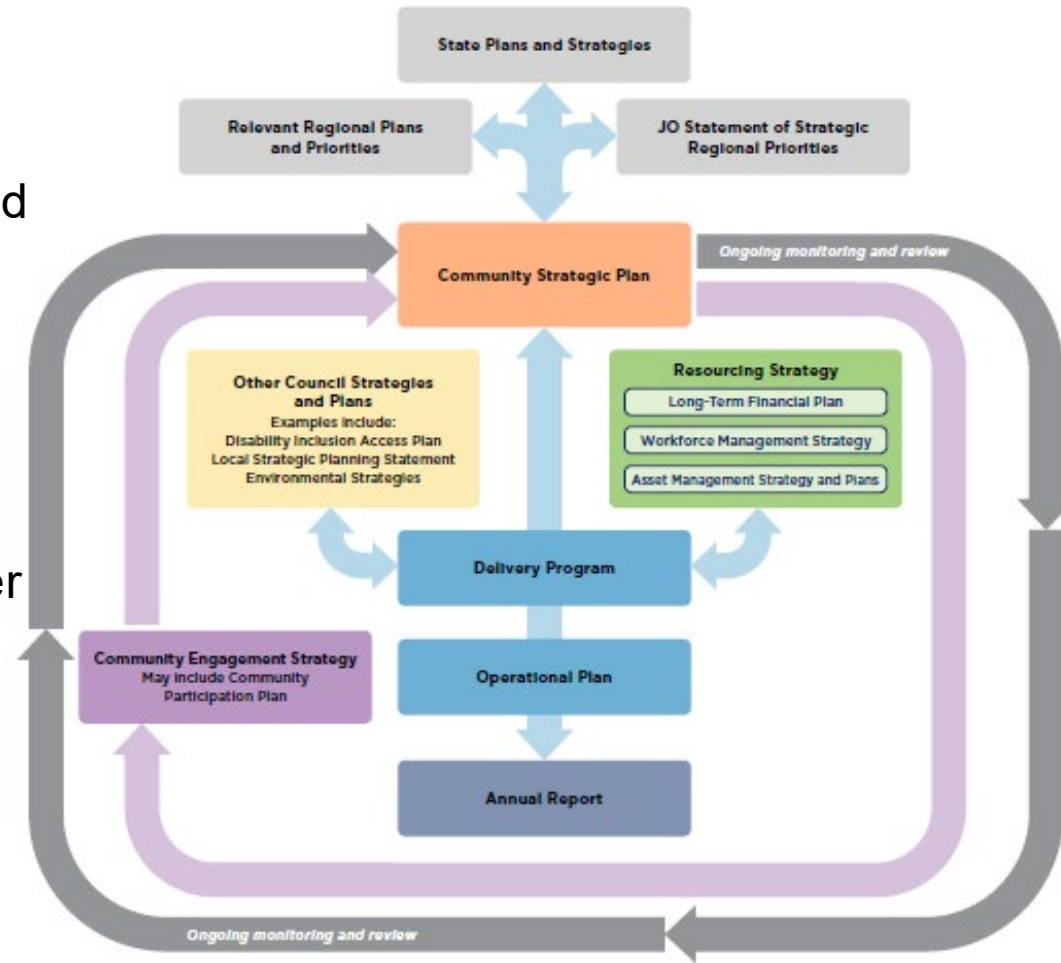 State Plans and Strategies
Relevant Regional Plans
and Priorities
JO Statement of Strategic
Regional Priorities
d
Community Strategic Plan
Ongoing monitoring and review
Other Council Strategies
and Plans
Examples Include:
Disability Inclusion Access Plan
Local Strategic Planning Statement
Environmental Strategies
Resourcing Strategy
Long-Term Financial Plan
Workforce Management Strategy
Asset Management Strategy and Plans
Delivery Program
er
Community Engagement Strategy
May Include Community
Participation Plan
Operational Plan
Annual Report
Ongoing monitoring and review